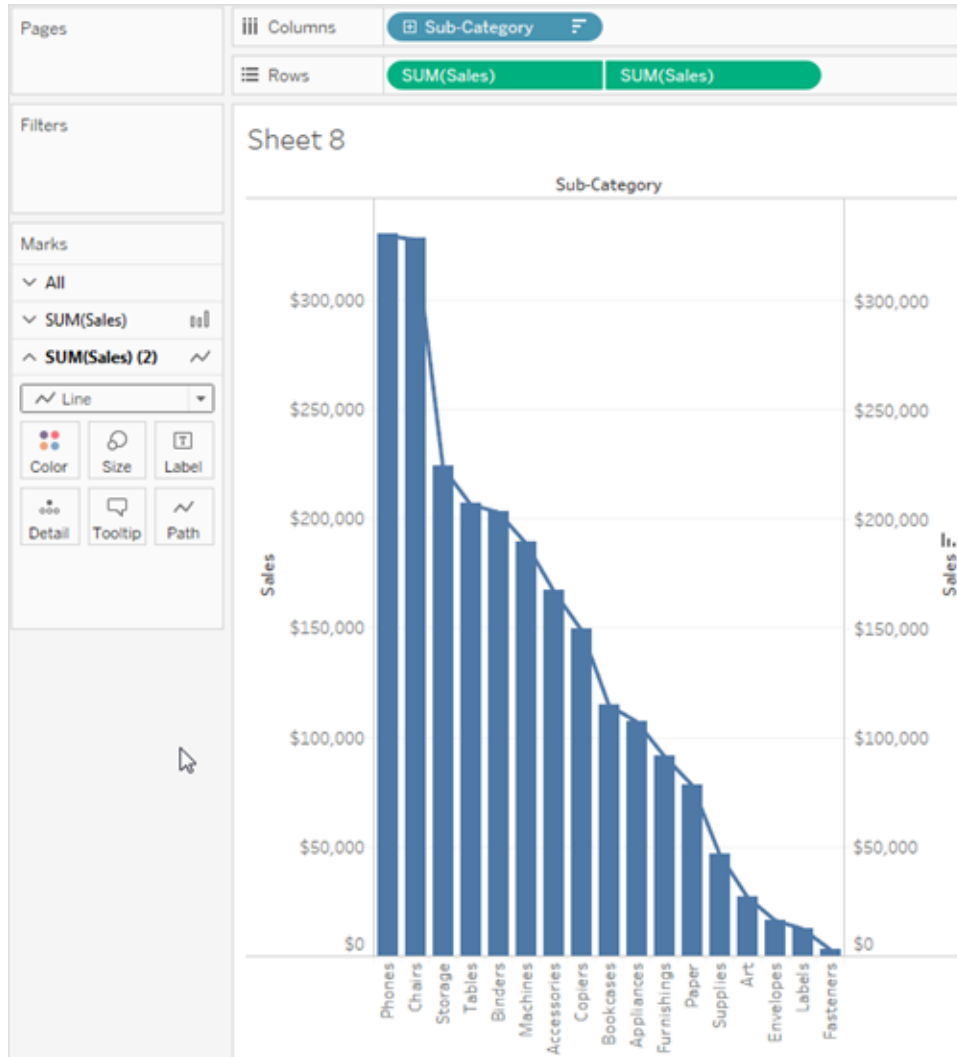 Pages
Columns
Sub-Category
Rows
SUM(Sales)
SUM(Sales)
Filters
Marks
All
SUM(Sales)
SUM(Sales) (2)
Line
Color
Size
Label
Detail
Tooltip
Path
Sheet 8
Sub-Category
Sales
$300,000
$250,000
$200,000
$150,000
$100,000
$50,000
$0
$300,000
$250,000
$200,000
$150,000
$100,000
$50,000
$0
Sales
Phones
Chairs
Storage
Tables
Binders
Machines
Accessories
Copiers
Bookcases
Appliances
Furnishings
Paper
Supplies
Art
Envelopes
Labels
Fasteners